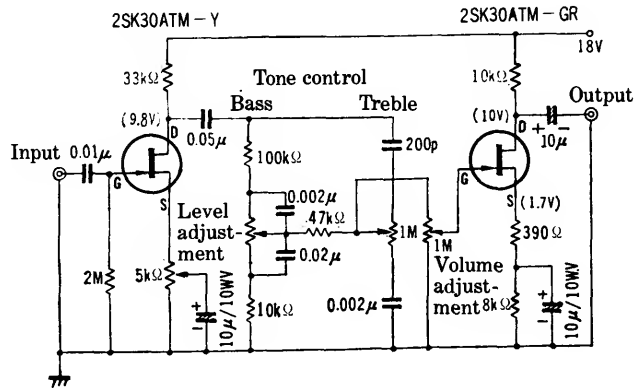 2SK30ATM-Y
2SK30ATM-GR
18V
33kΩ
Tone control
10kΩ
Output
Bass
Treble
(9.8V)
D
0.05μ
(10V)
D
+ -
10μ
Input
0.01μ
200p
G
100kΩ
G
S
0.002μ
S
(1.7V)
Level
adjust-
ment
.47kΩ
1M
1M
390Ω
2M
5kΩ
+
-
10μ/10WV
0.02μ
Volume
adjust-
ment
8kΩ
+
-
10μ/10WV
10kΩ
0.002μ